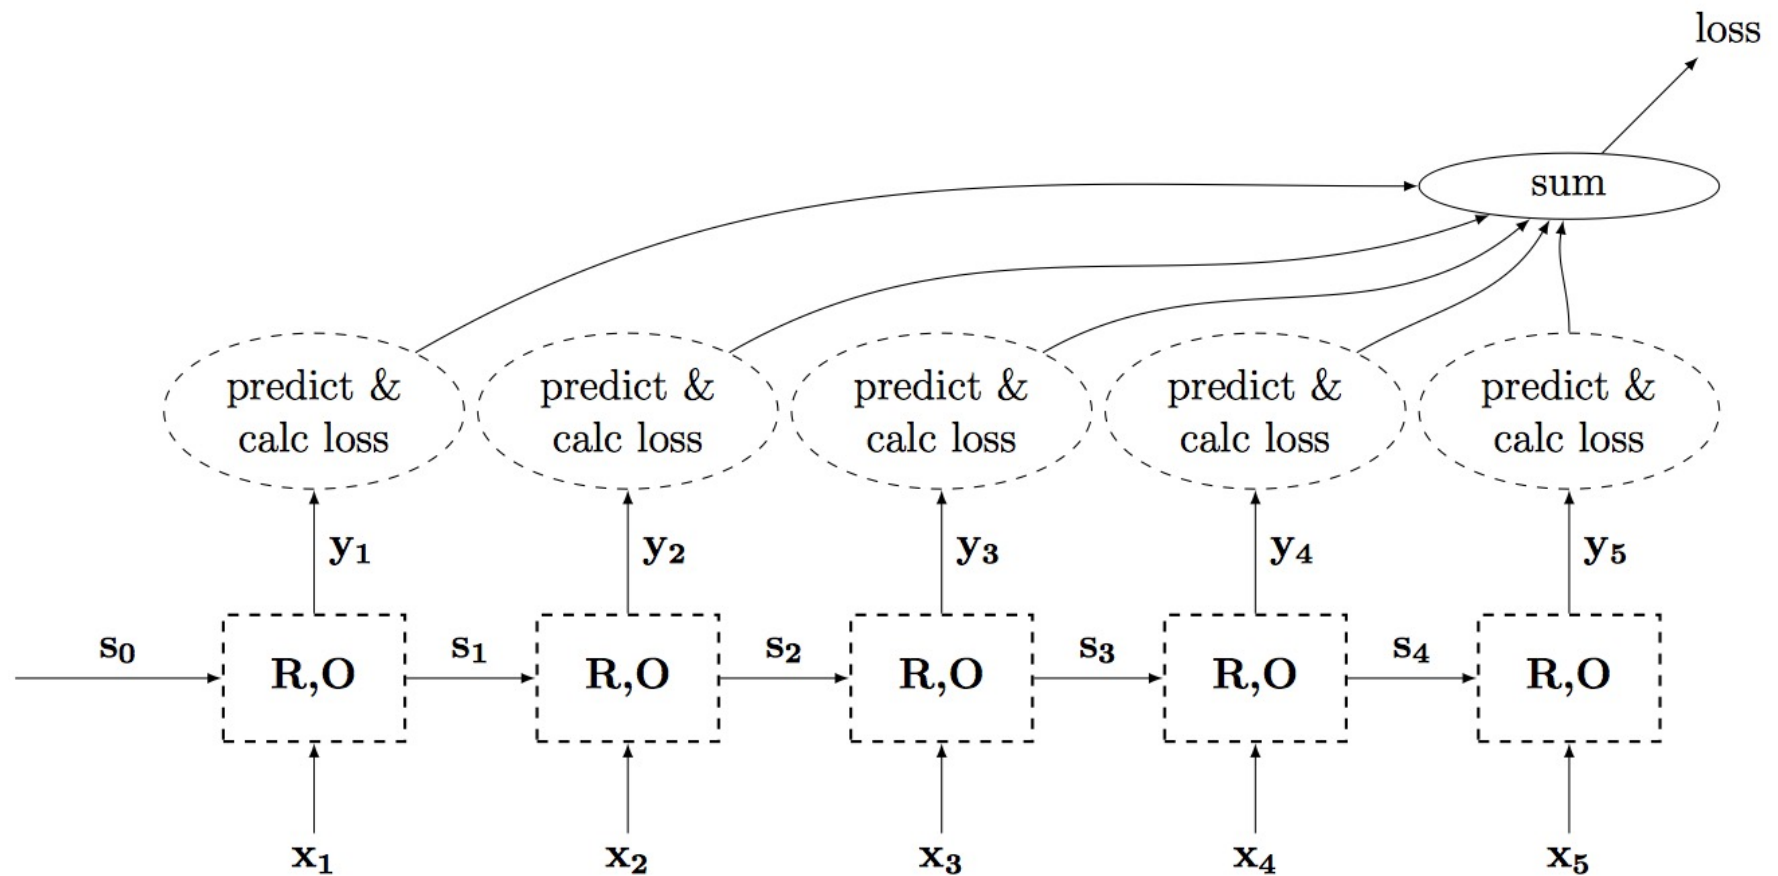 loss
sum
predict &
calc loss
predict &
calc loss
predict &
calc loss
predict &
calc loss
predict &
calc loss
y₁
y₂
y₃
y₄
y₅
s₀
R,O
s₁
R,O
s₂
R,O
s₃
R,O
s₄
R,O
x₁
x₂
x₃
x₄
x₅